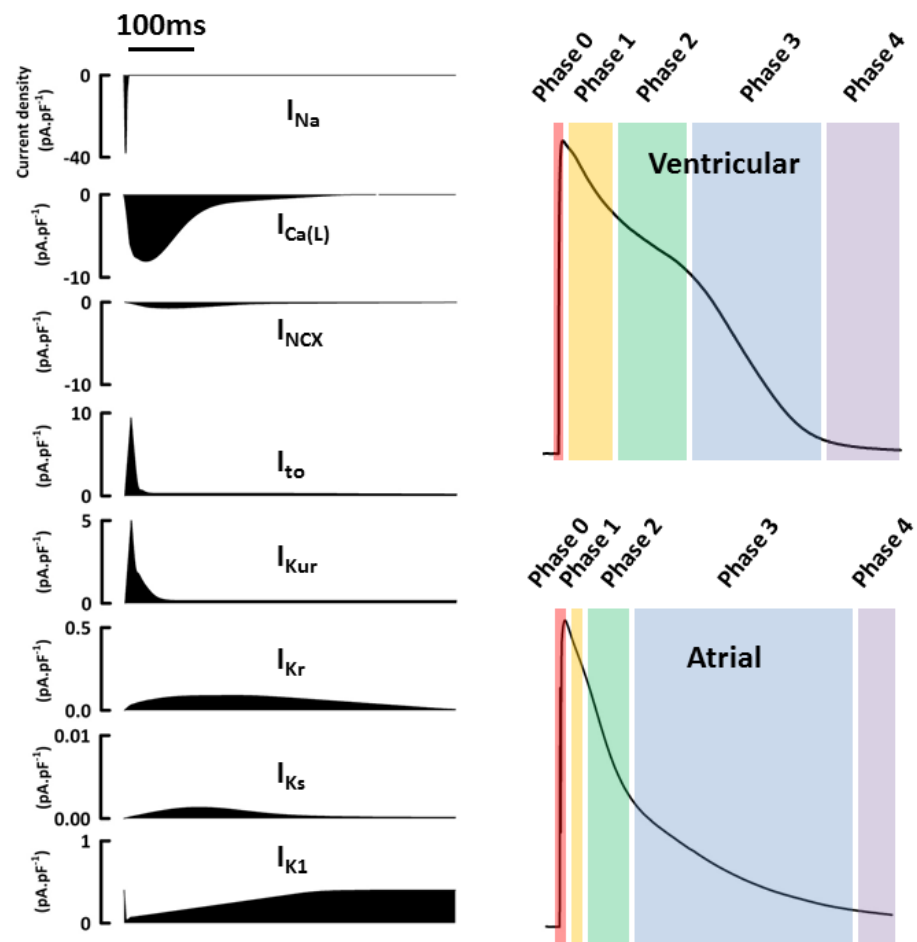 100ms
Current density
(pA.pF-1)
0
-40
INa
(pA.pF-1)
0
-10
ICa(L)
(pA.pF-1)
0
-10
INCX
(pA.pF-1)
10
0
Ito
(pA.pF-1)
5
0
IKur
(pA.pF-1)
0.5
0.0
IKr
(pA.pF-1)
0.01
0.00
IKs
(pA.pF-1)
1
0
IK1
Phase 0
Phase 1
Phase 2
Phase 3
Phase 4
Ventricular
Phase 0
Phase 1
Phase 2
Phase 3
Phase 4
Atrial